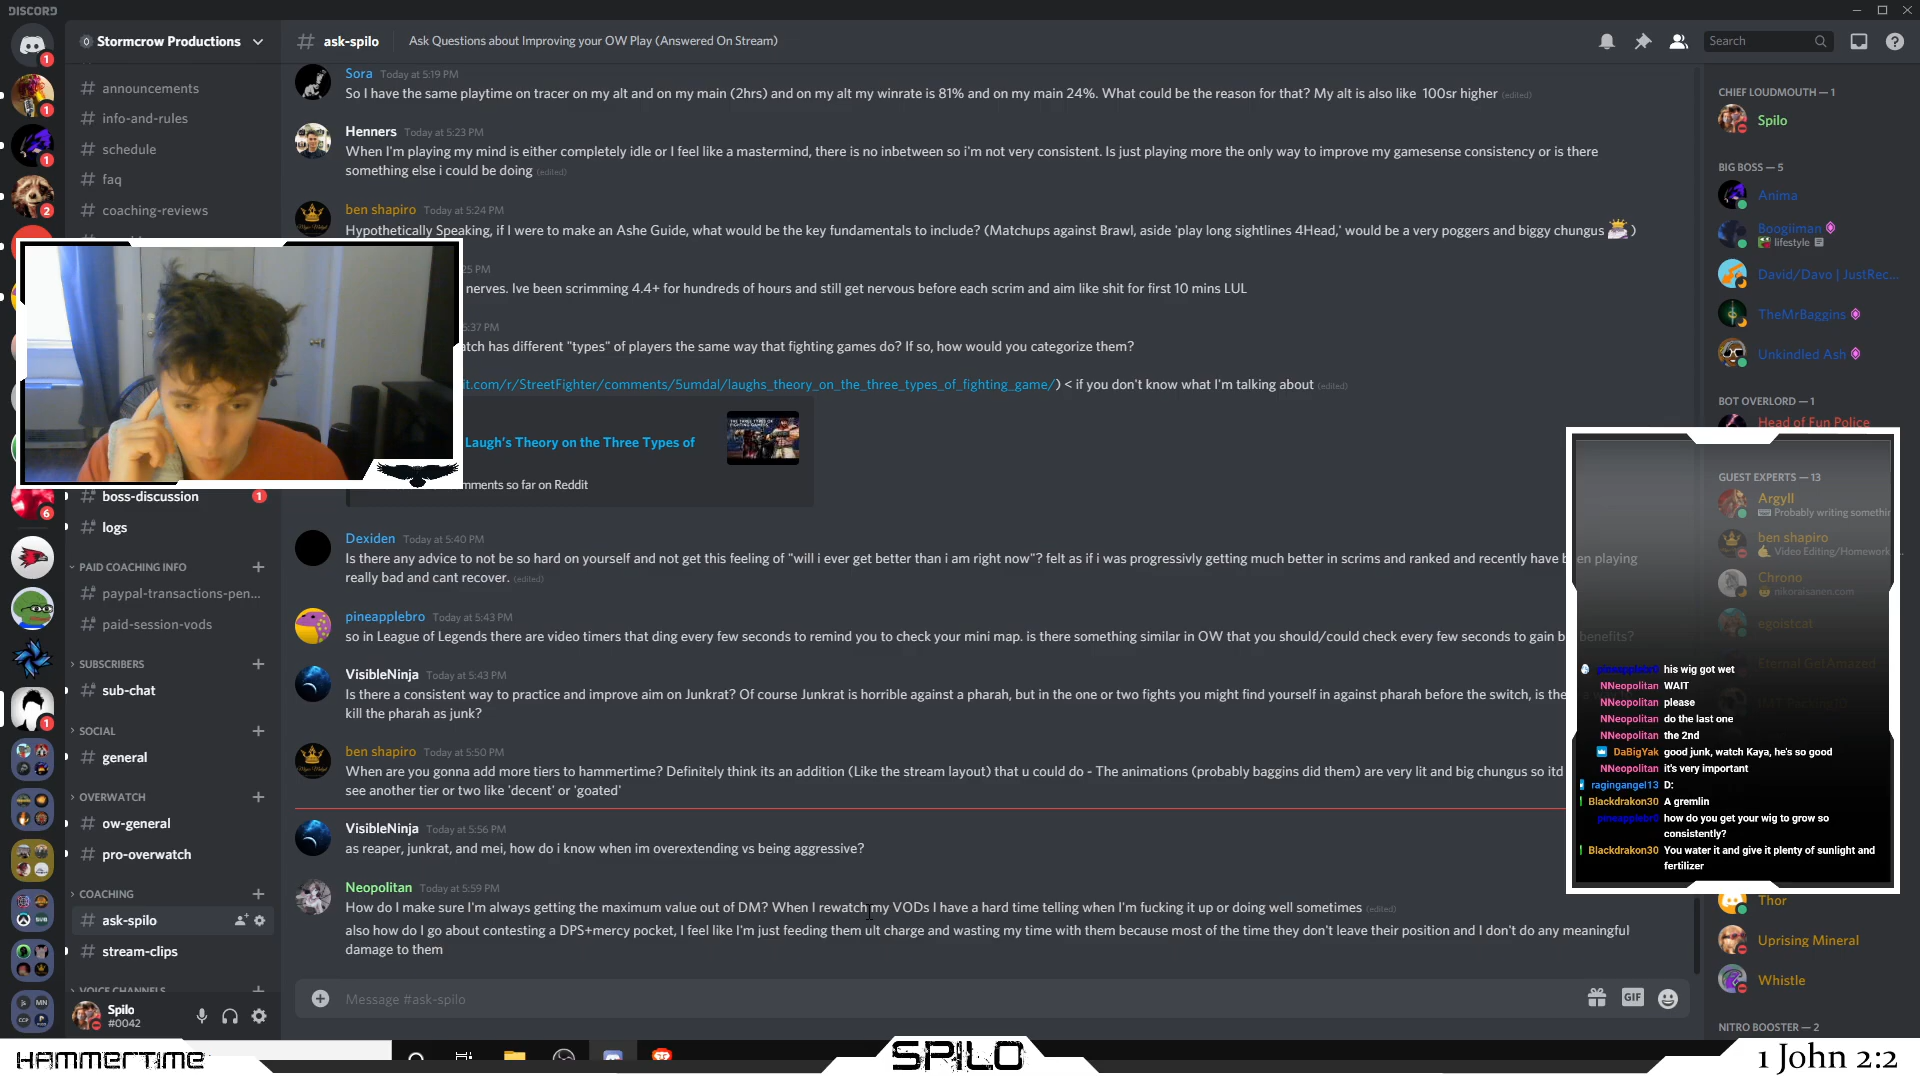 DISCORD
Stormcrow Productions
# ask-spilo
Ask Questions about Improving your OW Play (Answered On Stream)
Search
# announcements
# info-and-rules
# schedule
# faq
# coaching-reviews
# boss-discussion 1
# logs
PAID COACHING INFO
# paypal-transactions-pen...
# paid-session-vods
SUBSCRIBERS
# sub-chat
SOCIAL
# general
OVERWATCH
# ow-general
# pro-overwatch
COACHING
# ask-spilo
# stream-clips
VOICE CHANNELS
Spilo
#0042
Sora Today at 5:19 PM
So I have the same playtime on tracer on my alt and on my main (2hrs) and on my alt my winrate is 81% and on my main 24%. What could be the reason for that? My alt is also like 100sr higher (edited)
Henners Today at 5:23 PM
When I'm playing my mind is either completely idle or I feel like a mastermind, there is no inbetween so i'm not very consistent. Is just playing more the only way to improve my gamesense consistency or is there
something else i could be doing (edited)
ben shapiro Today at 5:24 PM
Hypothetically Speaking, if I were to make an Ashe Guide, what would be the key fundamentals to include? (Matchups against Brawl, aside 'play long sightlines 4Head,' would be a very poggers and biggy chungus )
25 PM
nerves. Ive been scrimming 4.4+ for hundreds of hours and still get nervous before each scrim and aim like shit for first 10 mins LUL
5:37 PM
atch has different "types" of players the same way that fighting games do? If so, how would you categorize them?
it.com/r/StreetFighter/comments/5umdal/laughs_theory_on_the_three_types_of_fighting_game/) < if you don't know what I'm talking about (edited)
Laugh's Theory on the Three Types of
mments so far on Reddit
Dexiden Today at 5:40 PM
Is there any advice to not be so hard on yourself and not get this feeling of "will i ever get better than i am right now"? felt as if i was progressivly getting much better in scrims and ranked and recently have been playing
really bad and cant recover. (edited)
pineapplebro Today at 5:43 PM
so in League of Legends there are video timers that ding every few seconds to remind you to check your mini map. is there something similar in OW that you should/could check every few seconds to gain b benefits?
VisibleNinja Today at 5:43 PM
Is there a consistent way to practice and improve aim on Junkrat? Of course Junkrat is horrible against a pharah, but in the one or two fights you might find yourself in against pharah before the switch, is the
kill the pharah as junk?
ben shapiro Today at 5:50 PM
When are you gonna add more tiers to hammertime? Definitely think its an addition (Like the stream layout) that u could do - The animations (probably baggins did them) are very lit and big chungus so itd
see another tier or two like 'decent' or 'goated'
VisibleNinja Today at 5:56 PM
as reaper, junkrat, and mei, how do i know when im overextending vs being aggressive?
Neopolitan Today at 5:59 PM
How do I make sure I'm always getting the maximum value out of DM? When I rewatch my VODs I have a hard time telling when I'm fucking it up or doing well sometimes (edited)
also how do I go about contesting a DPS+mercy pocket, I feel like I'm just feeding them ult charge and wasting my time with them because most of the time they don't leave their position and I don't do any meaningful
damage to them
Message #ask-spilo
GIF
CHIEF LOUDMOUTH — 1
Spilo
BIG BOSS — 5
Anima
Boogiiman
lifestyle
David/Davo | JustRec...
TheMrBaggins
Unkindled Ash
BOT OVERLORD — 1
Head of Fun Police
GUEST EXPERTS — 13
Argyll
Probably writing somethin
ben shapiro
Video Editing/Homework
Chrono
nikoraisanen.com
egoistcat
Eternal GetAmazed
pineapplebr0 his wig got wet
NNeopolitan WAIT
NNeopolitan please
NNeopolitan do the last one
NNeopolitan the 2nd
DaBigYak good junk, watch Kaya, he's so good
NNeopolitan it's very important
ragingangel13 D:
Blackdrakon30 A gremlin
pineapplebr0 how do you get your wig to grow so
consistently?
Blackdrakon30 You water it and give it plenty of sunlight and
fertilizer
Thor
Uprising Mineral
Whistle
NITRO BOOSTER — 2
HAMMERTIME
SPILO
1 John 2:2